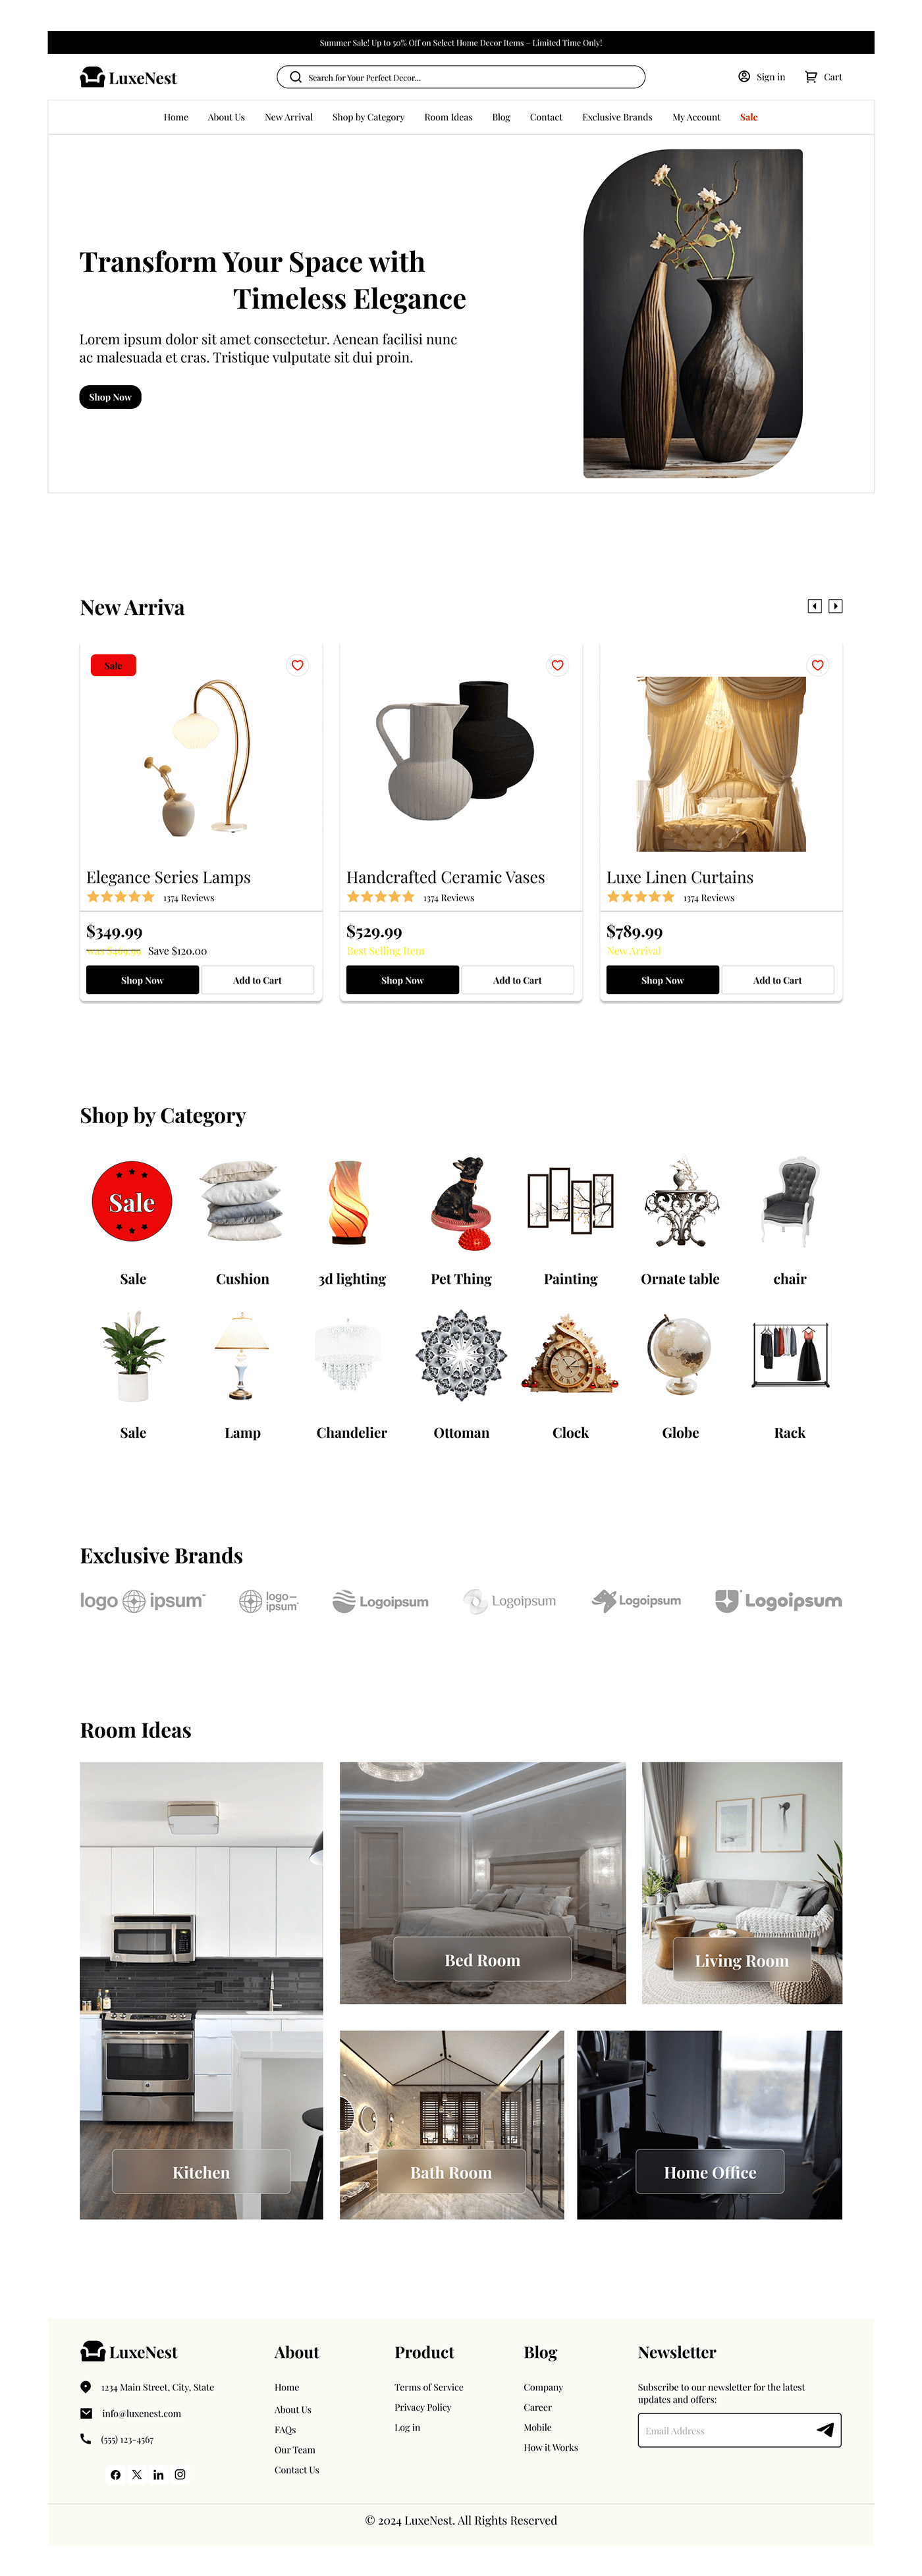 Summer Sale! Up to 50% Off on Select Home Decor Items – Limited Time Only!
LuxeNest
Search for Your Perfect Decor...
Sign in
Cart
Home About Us New Arrival Shop by Category Room Ideas Blog Contact Exclusive Brands My Account Sale
Transform Your Space with
Timeless Elegance
Lorem ipsum dolor sit amet consectetur. Aenean facilisi nunc
ac malesuada et cras. Tristique vulputate sit dui proin.
Shop Now
New Arriva
Sale
Elegance Series Lamps
1374 Reviews
$349.99
Was $469.99 Save $120.00
Shop Now Add to Cart
Handcrafted Ceramic Vases
1374 Reviews
$529.99
Best Selling Item
Shop Now Add to Cart
Luxe Linen Curtains
1374 Reviews
$789.99
New Arrival
Shop Now Add to Cart
Shop by Category
Sale
Sale Cushion 3d lighting Pet Thing Painting Ornate table chair
Sale Lamp Chandelier Ottoman Clock Globe Rack
Exclusive Brands
logo ipsum
logo—
ipsum
Logoipsum
Logoipsum
Logoipsum
Logoipsum
Room Ideas
Bed Room
Living Room
Kitchen
Bath Room
Home Office
LuxeNest
1234 Main Street, City, State
info@luxenest.com
(555) 123-4567
About
Home
About Us
FAQs
Our Team
Contact Us
Product
Terms of Service
Privacy Policy
Log in
Blog
Company
Career
Mobile
How it Works
Newsletter
Subscribe to our newsletter for the latest
updates and offers:
Email Address
© 2024 LuxeNest. All Rights Reserved